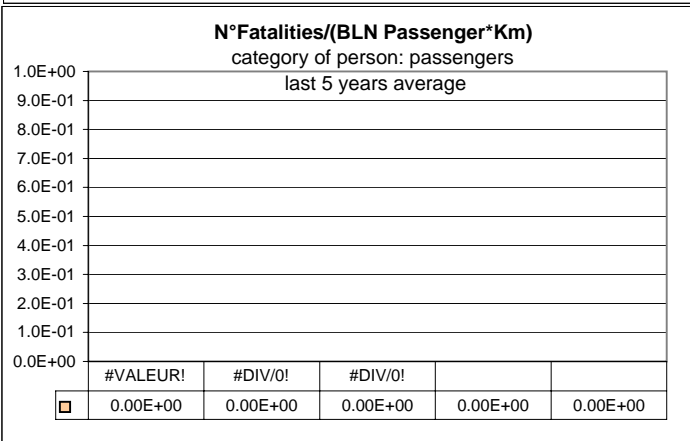 N°Fatalities/(BLN Passenger*Km)
category of person: passengers
last 5 years average
1.0E+00
9.0E-01
8.0E-01
7.0E-01
6.0E-01
5.0E-01
4.0E-01
3.0E-01
2.0E-01
1.0E-01
0.0E+00
#VALEUR! #DIV/0! #DIV/0!
0.00E+00 0.00E+00 0.00E+00 0.00E+00 0.00E+00